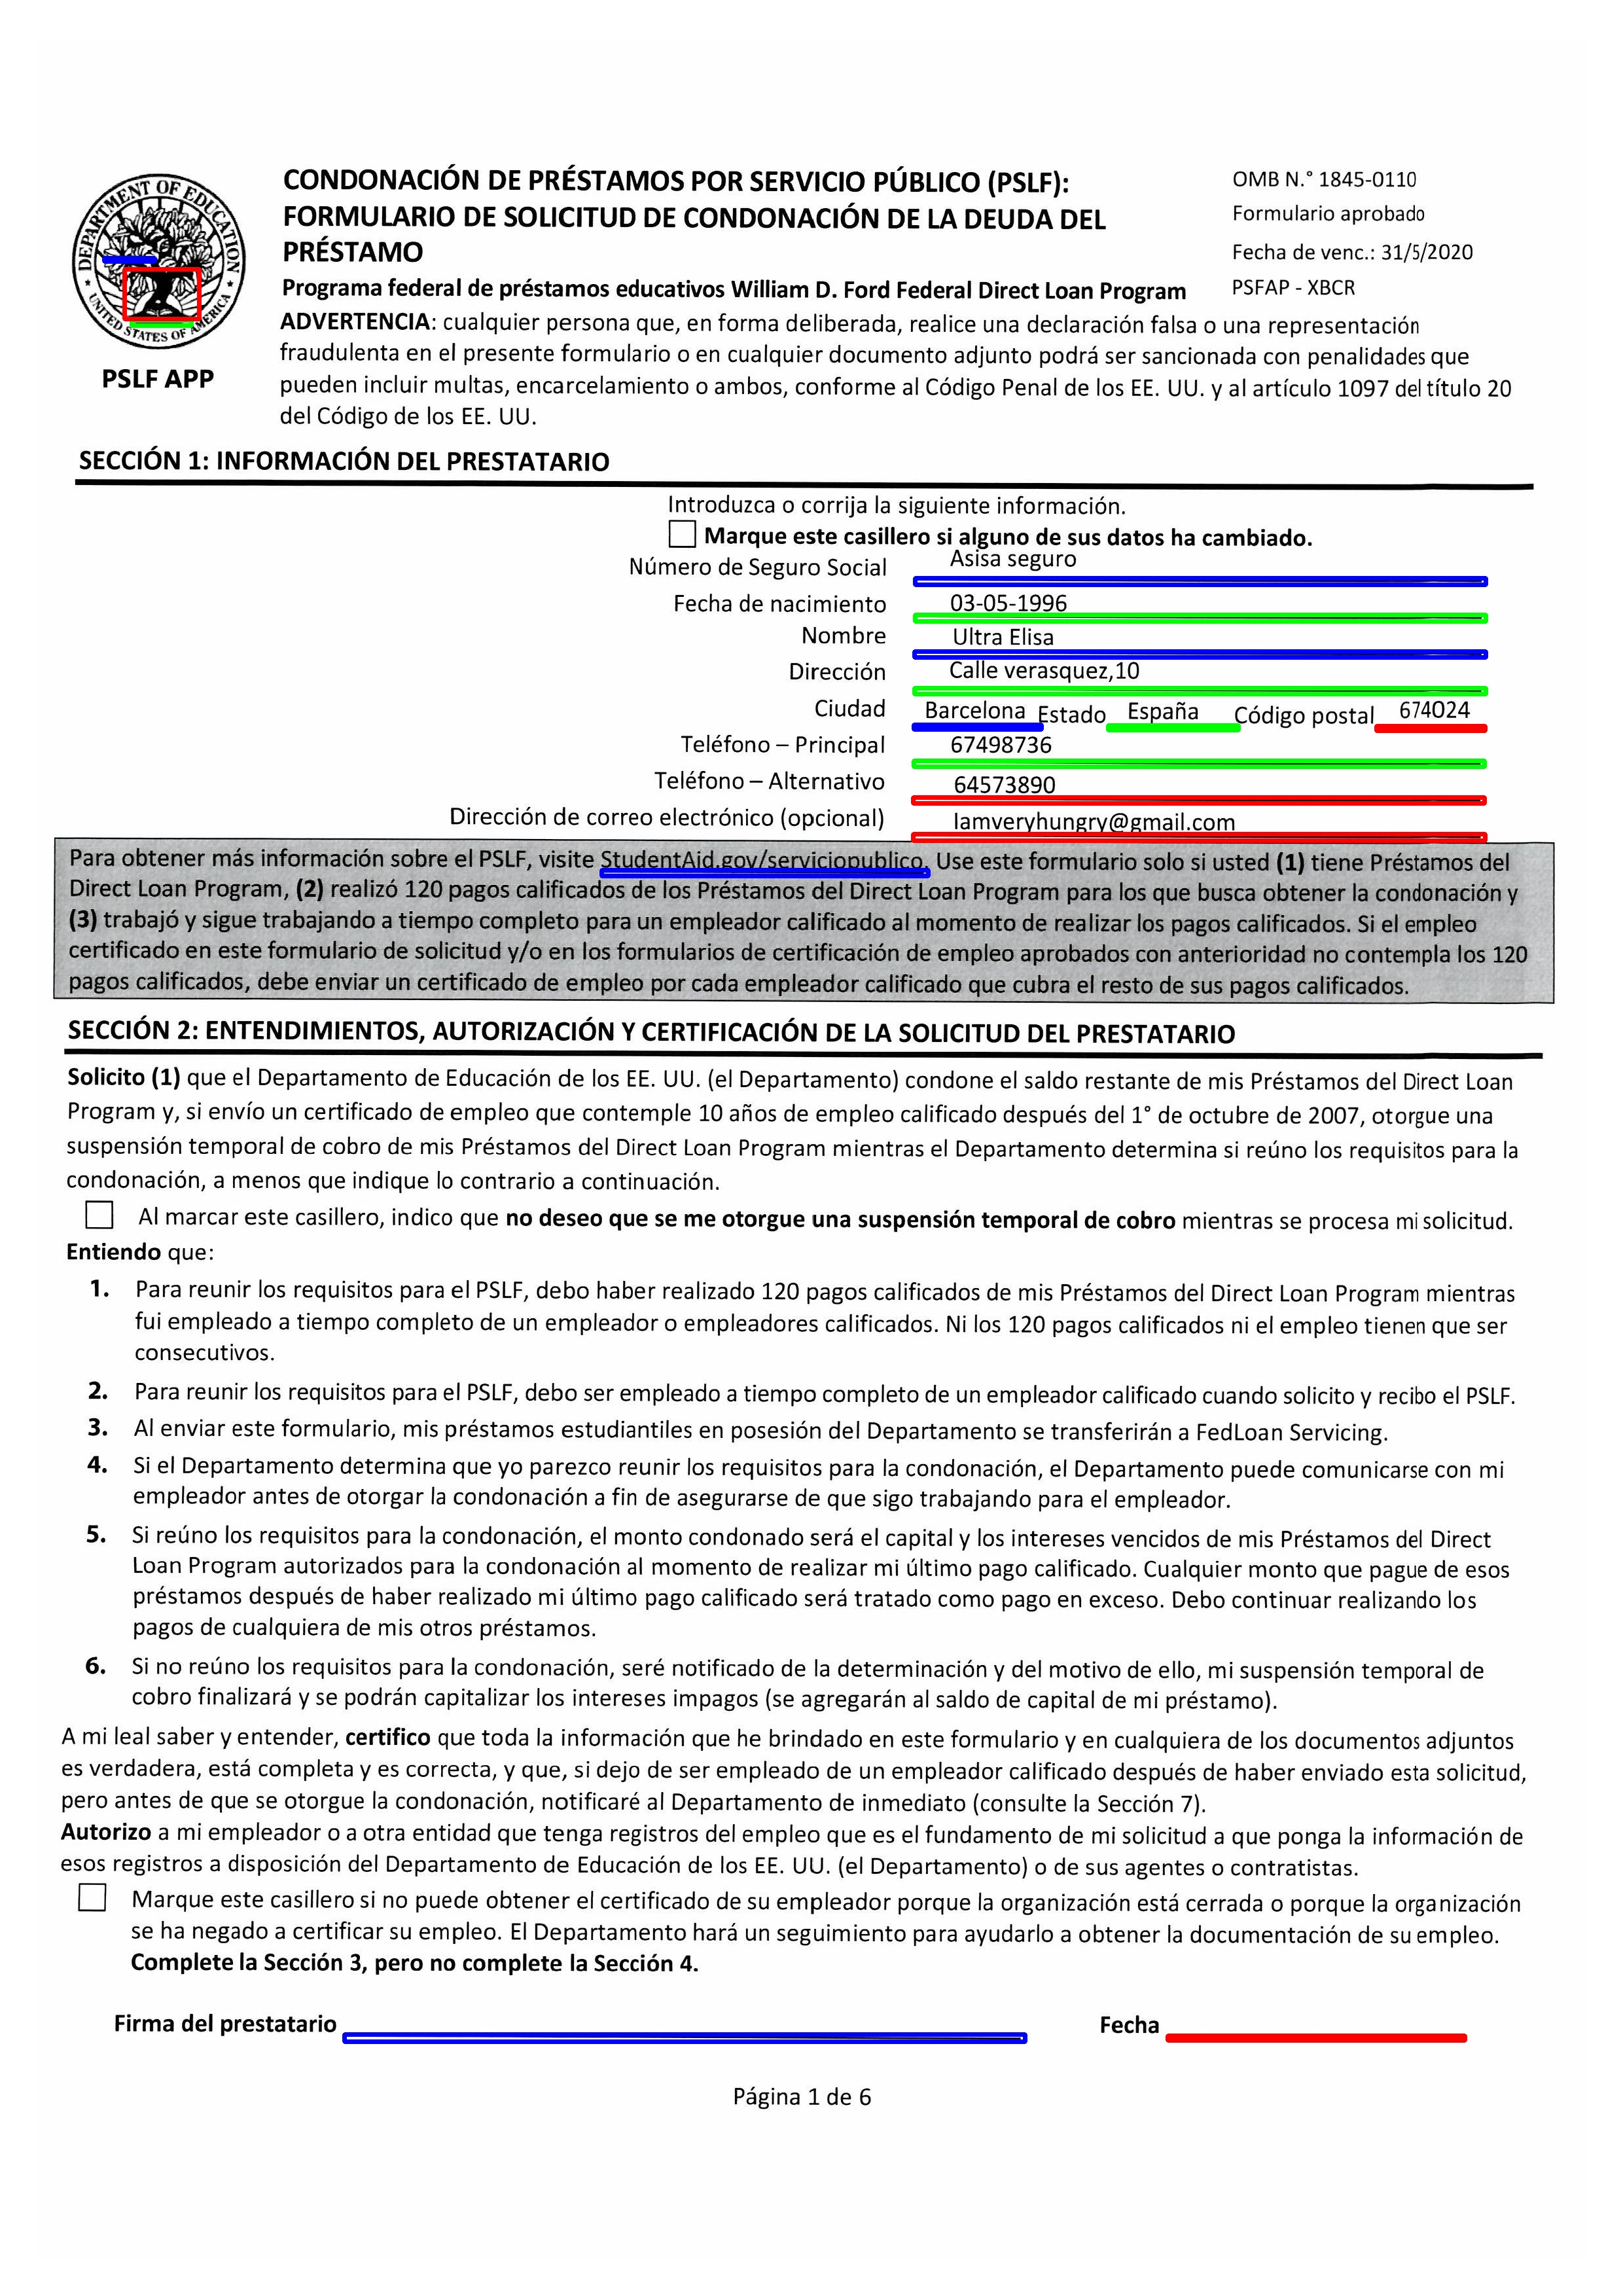 DEPARTMENT OF EDUCATION
UNITED STATES OF AMERICA
PSLF APP
CONDONACIÓN DE PRÉSTAMOS POR SERVICIO PÚBLICO (PSLF):
FORMULARIO DE SOLICITUD DE CONDONACIÓN DE LA DEUDA DEL
PRÉSTAMO
Programa federal de préstamos educativos William D. Ford Federal Direct Loan Program
OMB N.° 1845-0110
Formulario aprobado
Fecha de venc.: 31/5/2020
PSFAP - XBCR
ADVERTENCIA: cualquier persona que, en forma deliberada, realice una declaración falsa o una representación
fraudulenta en el presente formulario o en cualquier documento adjunto podrá ser sancionada con penalidades que
pueden incluir multas, encarcelamiento o ambos, conforme al Código Penal de los EE. UU. y al artículo 1097 del título 20
del Código de los EE. UU.
SECCIÓN 1: INFORMACIÓN DEL PRESTATARIO
Introduzca o corrija la siguiente información.
Marque este casillero si alguno de sus datos ha cambiado.
Número de Seguro Social Asisa seguro
Fecha de nacimiento 03-05-1996
Nombre Ultra Elisa
Dirección Calle verasquez,10
Ciudad Barcelona Estado España Código postal 674024
Teléfono – Principal 67498736
Teléfono – Alternativo 64573890
Dirección de correo electrónico (opcional) Iamveryhungry@gmail.com
Para obtener más información sobre el PSLF, visite StudentAid.gov/serviciopublico. Use este formulario solo si usted (1) tiene Préstamos del
Direct Loan Program, (2) realizó 120 pagos calificados de los Préstamos del Direct Loan Program para los que busca obtener la condonación y
(3) trabajó y sigue trabajando a tiempo completo para un empleador calificado al momento de realizar los pagos calificados. Si el empleo
certificado en este formulario de solicitud y/o en los formularios de certificación de empleo aprobados con anterioridad no contempla los 120
pagos calificados, debe enviar un certificado de empleo por cada empleador calificado que cubra el resto de sus pagos calificados.
SECCIÓN 2: ENTENDIMIENTOS, AUTORIZACIÓN Y CERTIFICACIÓN DE LA SOLICITUD DEL PRESTATARIO
Solicito (1) que el Departamento de Educación de los EE. UU. (el Departamento) condone el saldo restante de mis Préstamos del Direct Loan
Program y, si envío un certificado de empleo que contemple 10 años de empleo calificado después del 1° de octubre de 2007, otorgue una
suspensión temporal de cobro de mis Préstamos del Direct Loan Program mientras el Departamento determina si reúno los requisitos para la
condonación, a menos que indique lo contrario a continuación.
Al marcar este casillero, indico que no deseo que se me otorgue una suspensión temporal de cobro mientras se procesa mi solicitud.
Entiendo que:
1. Para reunir los requisitos para el PSLF, debo haber realizado 120 pagos calificados de mis Préstamos del Direct Loan Program mientras
fui empleado a tiempo completo de un empleador o empleadores calificados. Ni los 120 pagos calificados ni el empleo tienen que ser
consecutivos.
2. Para reunir los requisitos para el PSLF, debo ser empleado a tiempo completo de un empleador calificado cuando solicito y recibo el PSLF.
3. Al enviar este formulario, mis préstamos estudiantiles en posesión del Departamento se transferirán a FedLoan Servicing.
4. Si el Departamento determina que yo parezco reunir los requisitos para la condonación, el Departamento puede comunicarse con mi
empleador antes de otorgar la condonación a fin de asegurarse de que sigo trabajando para el empleador.
5. Si reúno los requisitos para la condonación, el monto condonado será el capital y los intereses vencidos de mis Préstamos del Direct
Loan Program autorizados para la condonación al momento de realizar mi último pago calificado. Cualquier monto que pague de esos
préstamos después de haber realizado mi último pago calificado será tratado como pago en exceso. Debo continuar realizando los
pagos de cualquiera de mis otros préstamos.
6. Si no reúno los requisitos para la condonación, seré notificado de la determinación y del motivo de ello, mi suspensión temporal de
cobro finalizará y se podrán capitalizar los intereses impagos (se agregarán al saldo de capital de mi préstamo).
A mi leal saber y entender, certifico que toda la información que he brindado en este formulario y en cualquiera de los documentos adjuntos
es verdadera, está completa y es correcta, y que, si dejo de ser empleado de un empleador calificado después de haber enviado esta solicitud,
pero antes de que se otorgue la condonación, notificaré al Departamento de inmediato (consulte la Sección 7).
Autorizo a mi empleador o a otra entidad que tenga registros del empleo que es el fundamento de mi solicitud a que ponga la información de
esos registros a disposición del Departamento de Educación de los EE. UU. (el Departamento) o de sus agentes o contratistas.
Marque este casillero si no puede obtener el certificado de su empleador porque la organización está cerrada o porque la organización
se ha negado a certificar su empleo. El Departamento hará un seguimiento para ayudarlo a obtener la documentación de su empleo.
Complete la Sección 3, pero no complete la Sección 4.
Firma del prestatario Fecha
Página 1 de 6